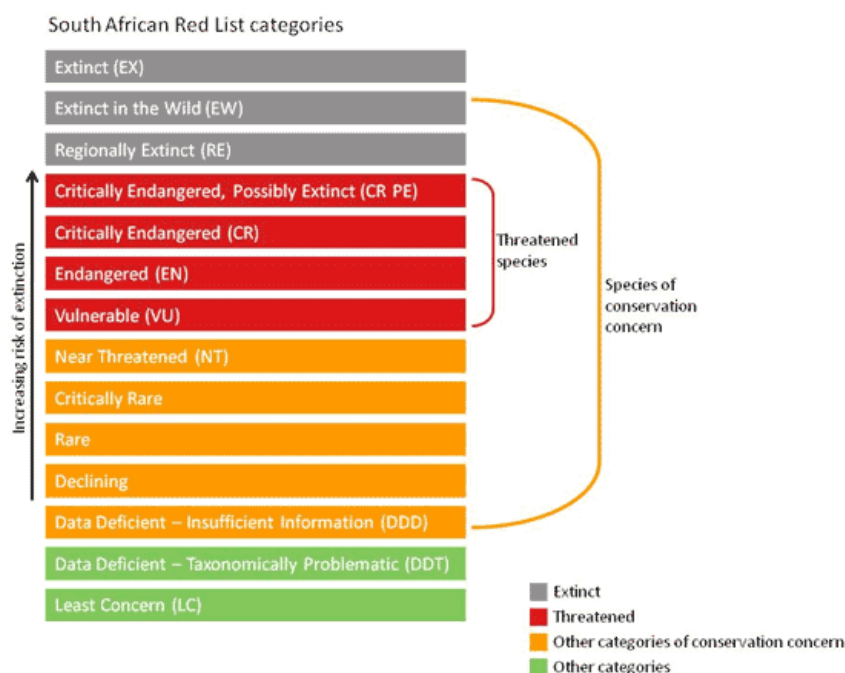 South African Red List categories
Extinct (EX)
Extinct in the Wild (EW)
Regionally Extinct (RE)
Critically Endangered, Possibly Extinct (CR PE)
Critically Endangered (CR)
Endangered (EN)
Vulnerable (VU)
Near Threatened (NT)
Critically Rare
Rare
Declining
Data Deficient – Insufficient Information (DDD)
Data Deficient – Taxonomically Problematic (DDT)
Least Concern (LC)
Increasing risk of extinction
Threatened
species
Species of
conservation
concern
Extinct
Threatened
Other categories of conservation concern
Other categories